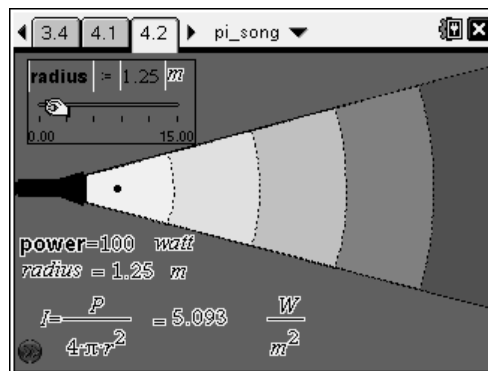 3.4 4.1 4.2 pi_song
radius := 1.25 m
0.00 15.00
power=100 watt
radius = 1.25 m
I= P / 4·π·r² = 5.093 W / m²